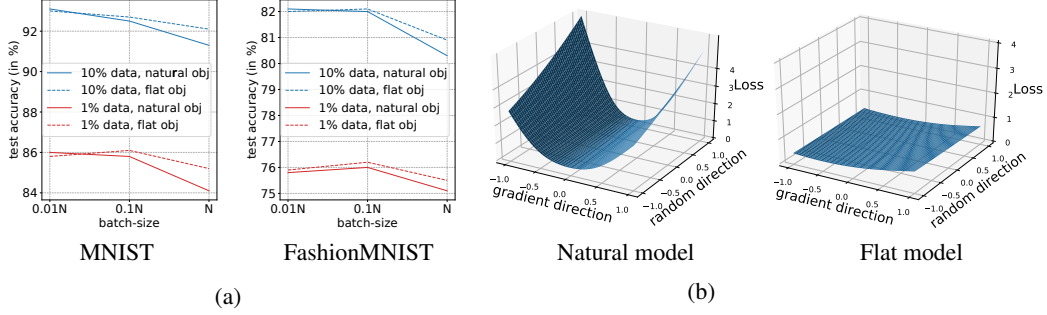 test accuracy (in %)
92
90
88
86
84
10% data, natural obj
10% data, flat obj
1% data, natural obj
1% data, flat obj
0.01N
0.1N
N
batch-size
MNIST
test accuracy (in %)
82
81
80
79
78
77
76
75
10% data, natural obj
10% data, flat obj
1% data, natural obj
1% data, flat obj
0.01N
0.1N
N
batch-size
FashionMNIST
(a)
4
3
2
1
0
Loss
−1.0
−0.5
0.0
0.5
1.0
gradient direction
−1.0
−0.5
0.0
0.5
1.0
random direction
Natural model
4
3
2
1
0
Loss
−1.0
−0.5
0.0
0.5
1.0
gradient direction
−1.0
−0.5
0.0
0.5
1.0
random direction
Flat model
(b)